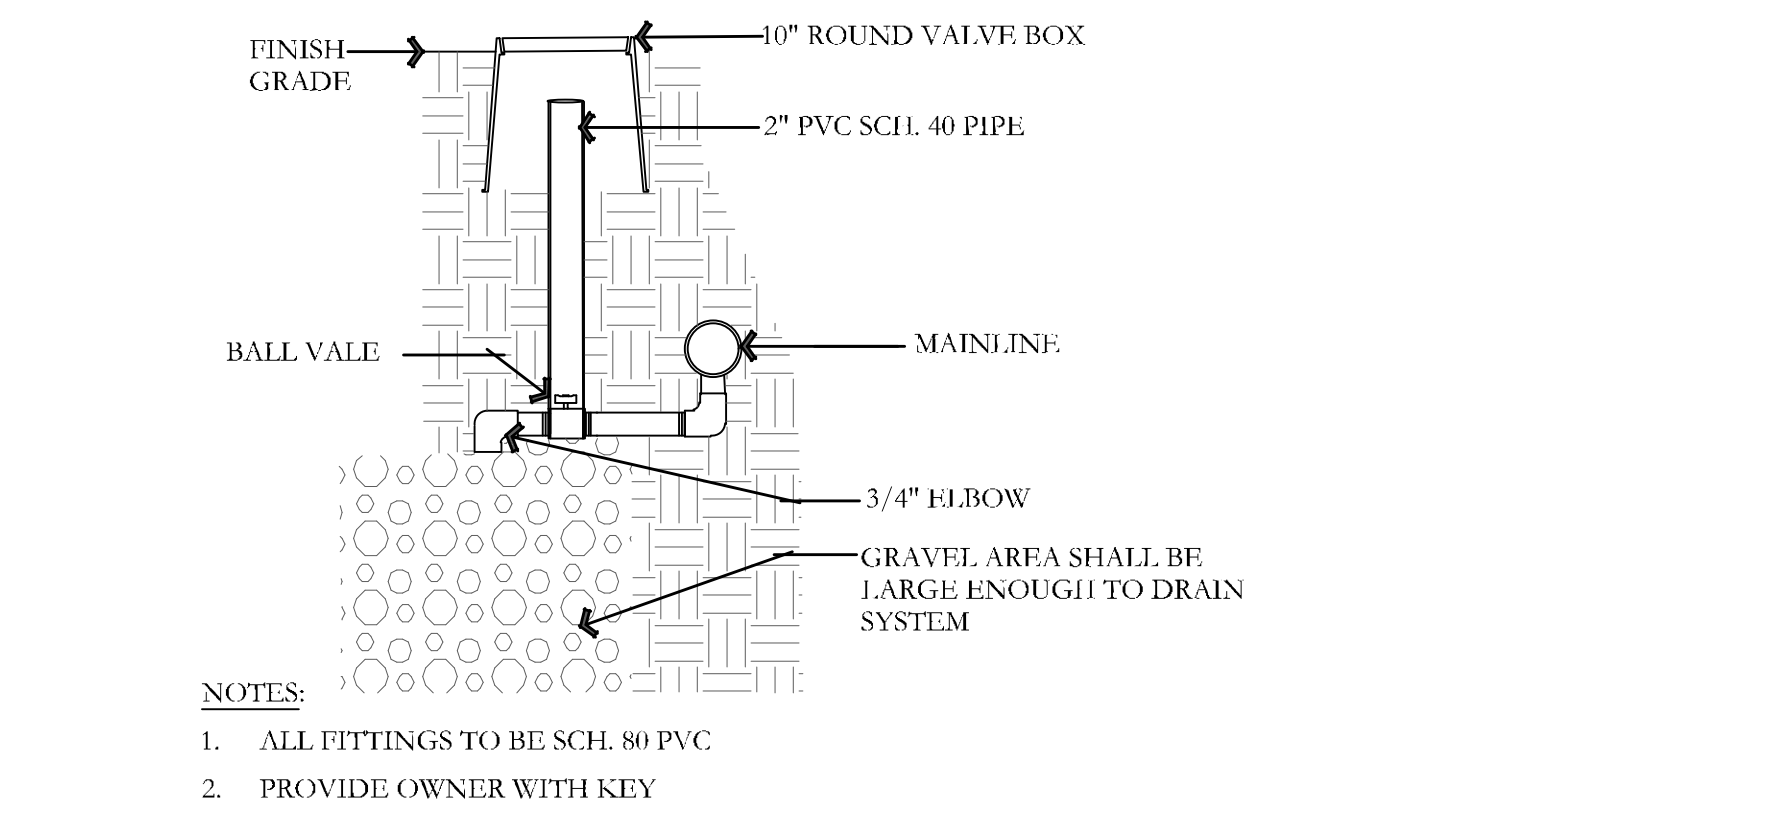 FINISH
GRADE
10" ROUND VALVE BOX
2" PVC SCH. 40 PIPE
BALL VALE
MAINLINE
3/4" ELBOW
GRAVEL AREA SHALL BE
LARGE ENOUGH TO DRAIN
SYSTEM
NOTES:
1. ALL FITTINGS TO BE SCH. 80 PVC
2. PROVIDE OWNER WITH KEY